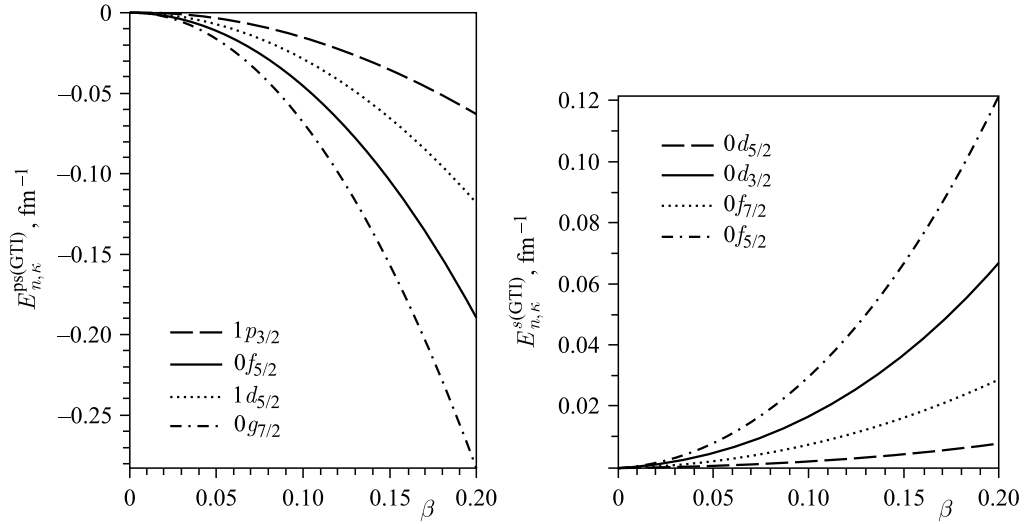 0
–0.05
–0.10
–0.15
–0.20
–0.25
E_{n,κ}^{ps(GTI)}, fm^{–1}
1p_{3/2}
0f_{5/2}
1d_{5/2}
0g_{7/2}
0 0.05 0.10 0.15 0.20
β
0.12
0.10
0.08
0.06
0.04
0.02
E_{n,κ}^{s(GTI)}, fm^{–1}
0d_{5/2}
0d_{3/2}
0f_{7/2}
0f_{5/2}
0 0.05 0.10 0.15 0.20
β